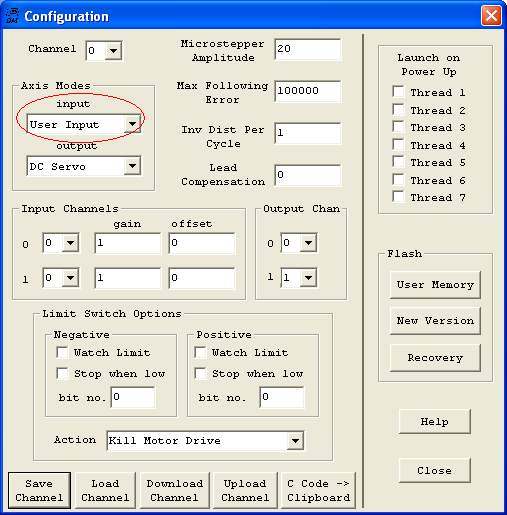 Configuration
Channel 0
Microstepper
Amplitude 20
Max Following
Error 100000
Inv Dist Per
Cycle 1
Lead
Compensation 0
Axis Modes
input
User Input
output
DC Servo
Input Channels
gain offset
0 0 1 0
1 0 1 0
Output Chan
0 0
1 1
Limit Switch Options
Negative
Watch Limit
Stop when low
bit no. 0
Positive
Watch Limit
Stop when low
bit no. 0
Action Kill Motor Drive
Launch on
Power Up
Thread 1
Thread 2
Thread 3
Thread 4
Thread 5
Thread 6
Thread 7
Flash
User Memory
New Version
Recovery
Help
Close
Save
Channel
Load
Channel
Download
Channel
Upload
Channel
C Code ->
Clipboard